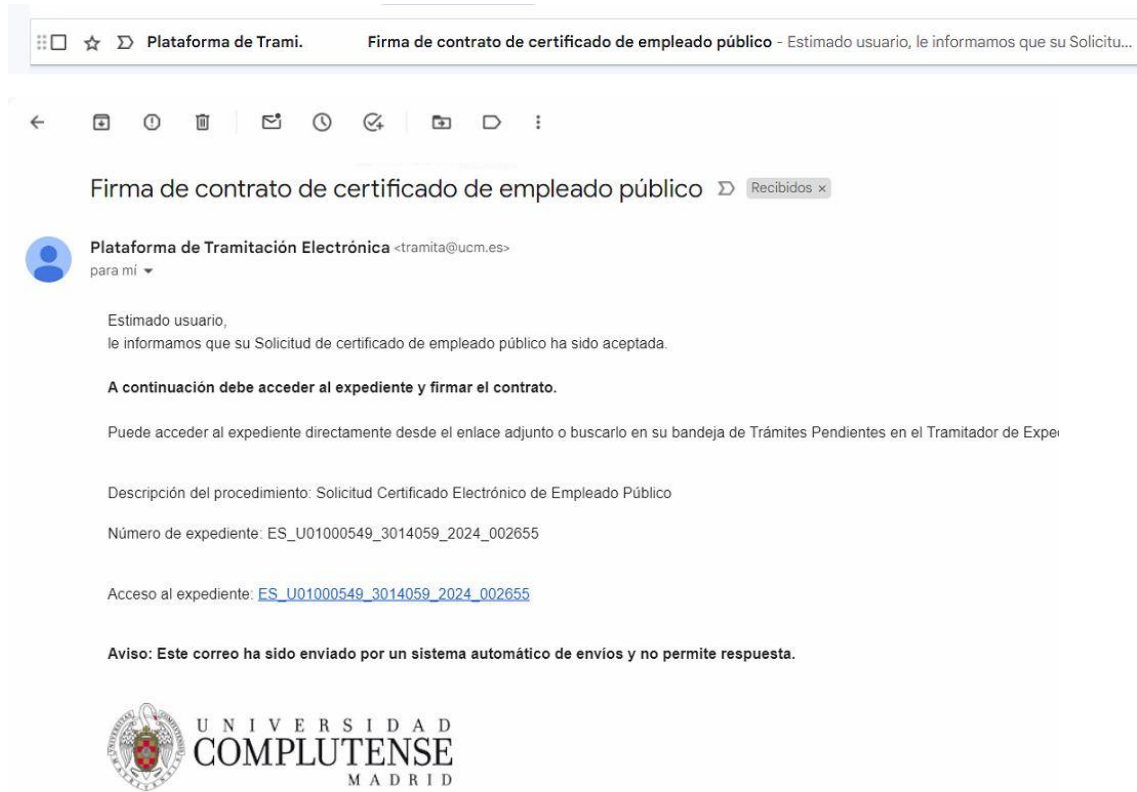 Plataforma de Trami. Firma de contrato de certificado de empleado público - Estimado usuario, le informamos que su Solicitu...
Firma de contrato de certificado de empleado público Recibidos ×
Plataforma de Tramitación Electrónica <tramita@ucm.es>
para mí
Estimado usuario,
le informamos que su Solicitud de certificado de empleado público ha sido aceptada.
A continuación debe acceder al expediente y firmar el contrato.
Puede acceder al expediente directamente desde el enlace adjunto o buscarlo en su bandeja de Trámites Pendientes en el Tramitador de Expe
Descripción del procedimiento: Solicitud Certificado Electrónico de Empleado Público
Número de expediente: ES_U01000549_3014059_2024_002655
Acceso al expediente: ES_U01000549_3014059_2024_002655
Aviso: Este correo ha sido enviado por un sistema automático de envíos y no permite respuesta.
UNIVERSIDAD
COMPLUTENSE
MADRID